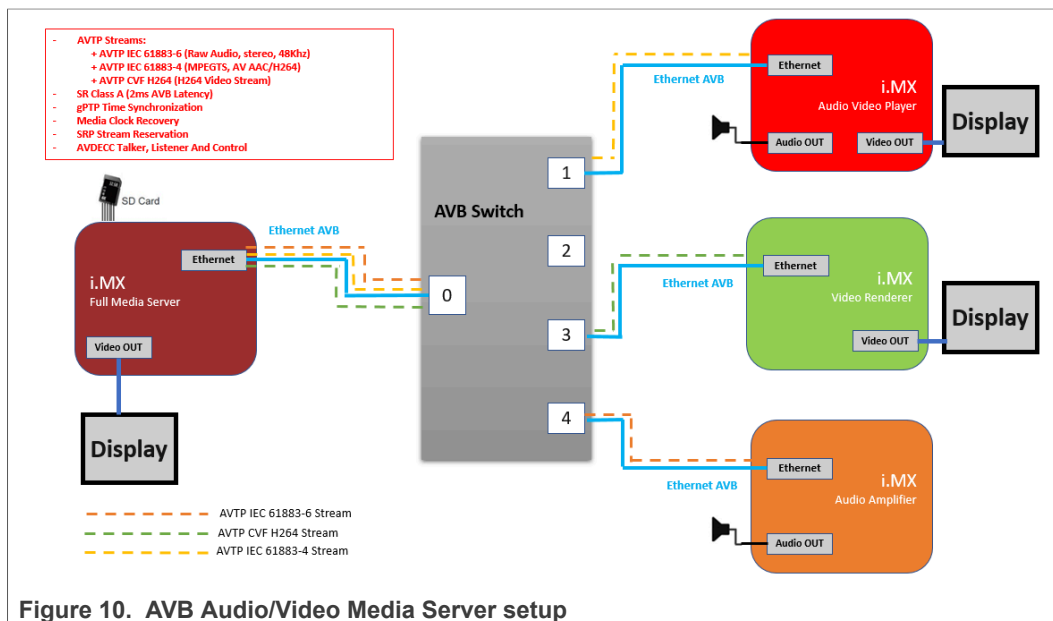 - AVTP Streams:
+ AVTP IEC 61883-6 (Raw Audio, stereo, 48Khz)
+ AVTP IEC 61883-4 (MPEGTS, AV AAC/H264)
+ AVTP CVF H264 (H264 Video Stream)
- SR Class A (2ms AVB Latency)
- gPTP Time Synchronization
- Media Clock Recovery
- SRP Stream Reservation
- AVDECC Talker, Listener And Control
SD Card
Ethernet AVB
Ethernet
i.MX
Full Media Server
Video OUT
Display
AVB Switch
0
1
2
3
4
Ethernet AVB
Ethernet
i.MX
Audio Video Player
Audio OUT
Video OUT
Display
Ethernet AVB
Ethernet
i.MX
Video Renderer
Video OUT
Display
Ethernet AVB
Ethernet
i.MX
Audio Amplifier
Audio OUT
AVTP IEC 61883-6 Stream
AVTP CVF H264 Stream
AVTP IEC 61883-4 Stream
Figure 10. AVB Audio/Video Media Server setup